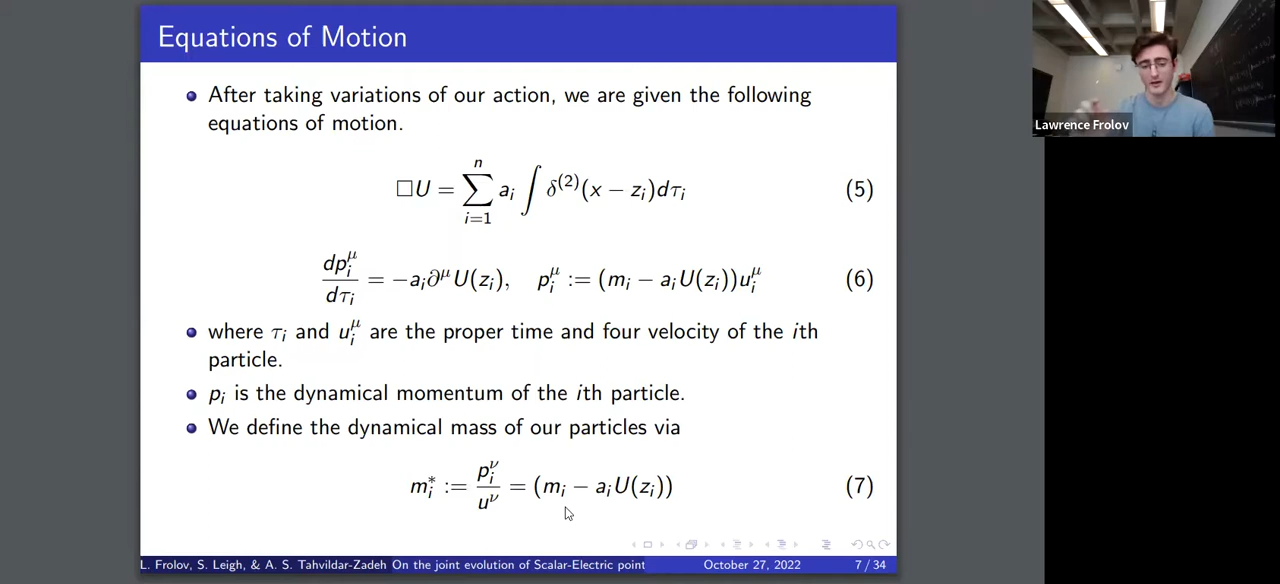 Equations of Motion
After taking variations of our action, we are given the following
equations of motion.
□U = ∑_{i=1}^{n} a_i ∫ δ^{(2)}(x − z_i)dτ_i (5)
dp_i^μ/dτ_i = −a_i∂^μU(z_i), p_i^μ := (m_i − a_iU(z_i))u_i^μ (6)
where τ_i and u_i^μ are the proper time and four velocity of the ith
particle.
p_i is the dynamical momentum of the ith particle.
We define the dynamical mass of our particles via
m_i^* := p_i^ν/u^ν = (m_i − a_iU(z_i)) (7)
L. Frolov, S. Leigh, & A. S. Tahvildar-Zadeh On the joint evolution of Scalar-Electric point October 27, 2022 7 / 34
Lawrence Frolov